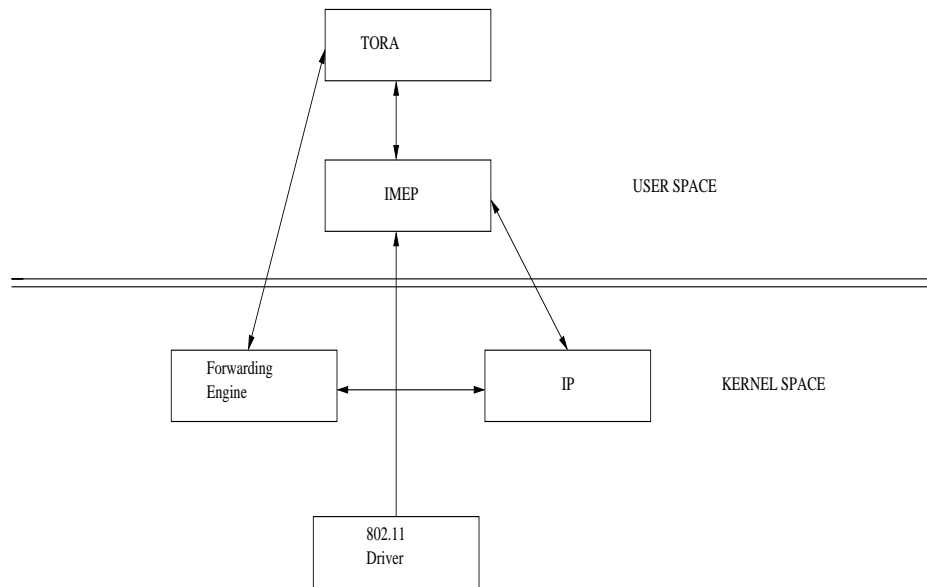 TORA
IMEP
USER SPACE
Forwarding
Engine
IP
KERNEL SPACE
802.11
Driver